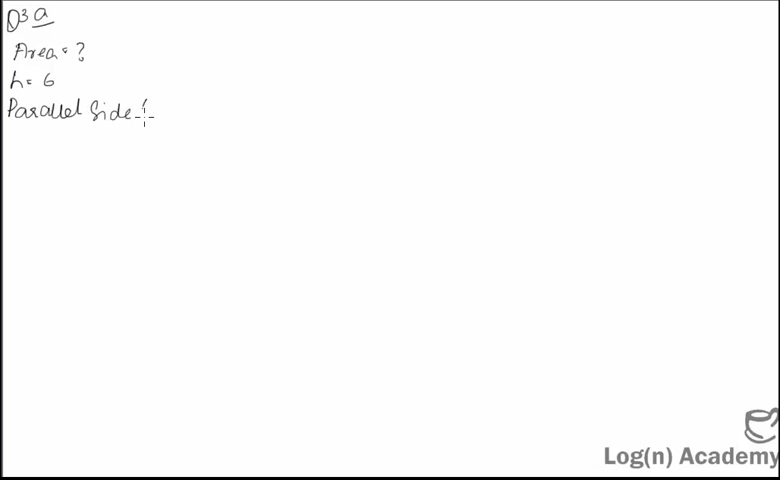 Q3 a
Area = ?
h = 6
Parallel Side
Log(n) Academy